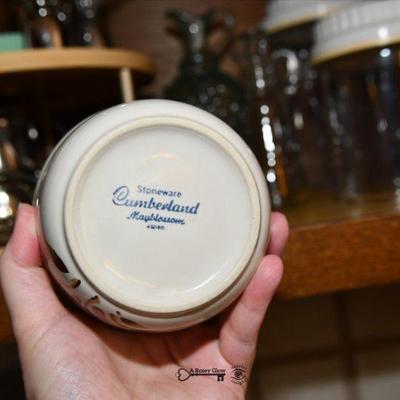 Stoneware
Cumberland
Mayblossom
Japan
A Rosey Glow